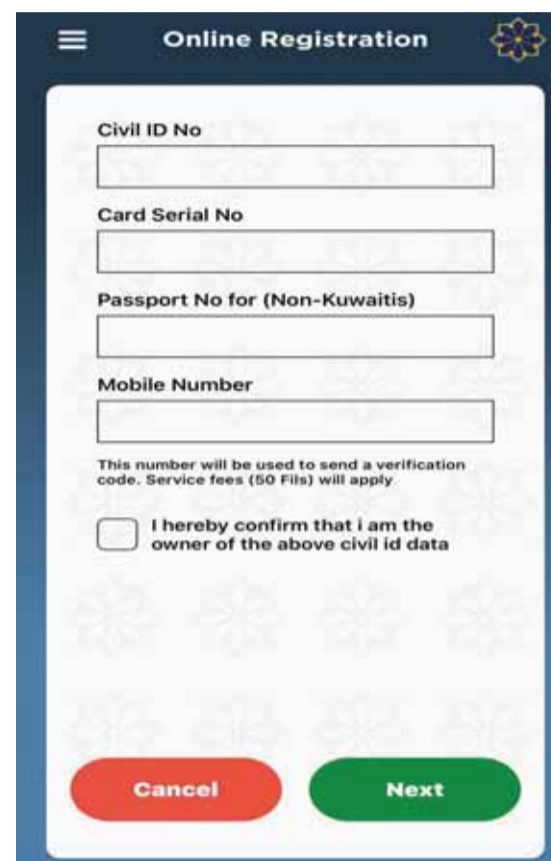 Online Registration
Civil ID No
Card Serial No
Passport No for (Non-Kuwaitis)
Mobile Number
This number will be used to send a verification
code. Service fees (50 Fils) will apply
I hereby confirm that i am the
owner of the above civil id data
Cancel
Next